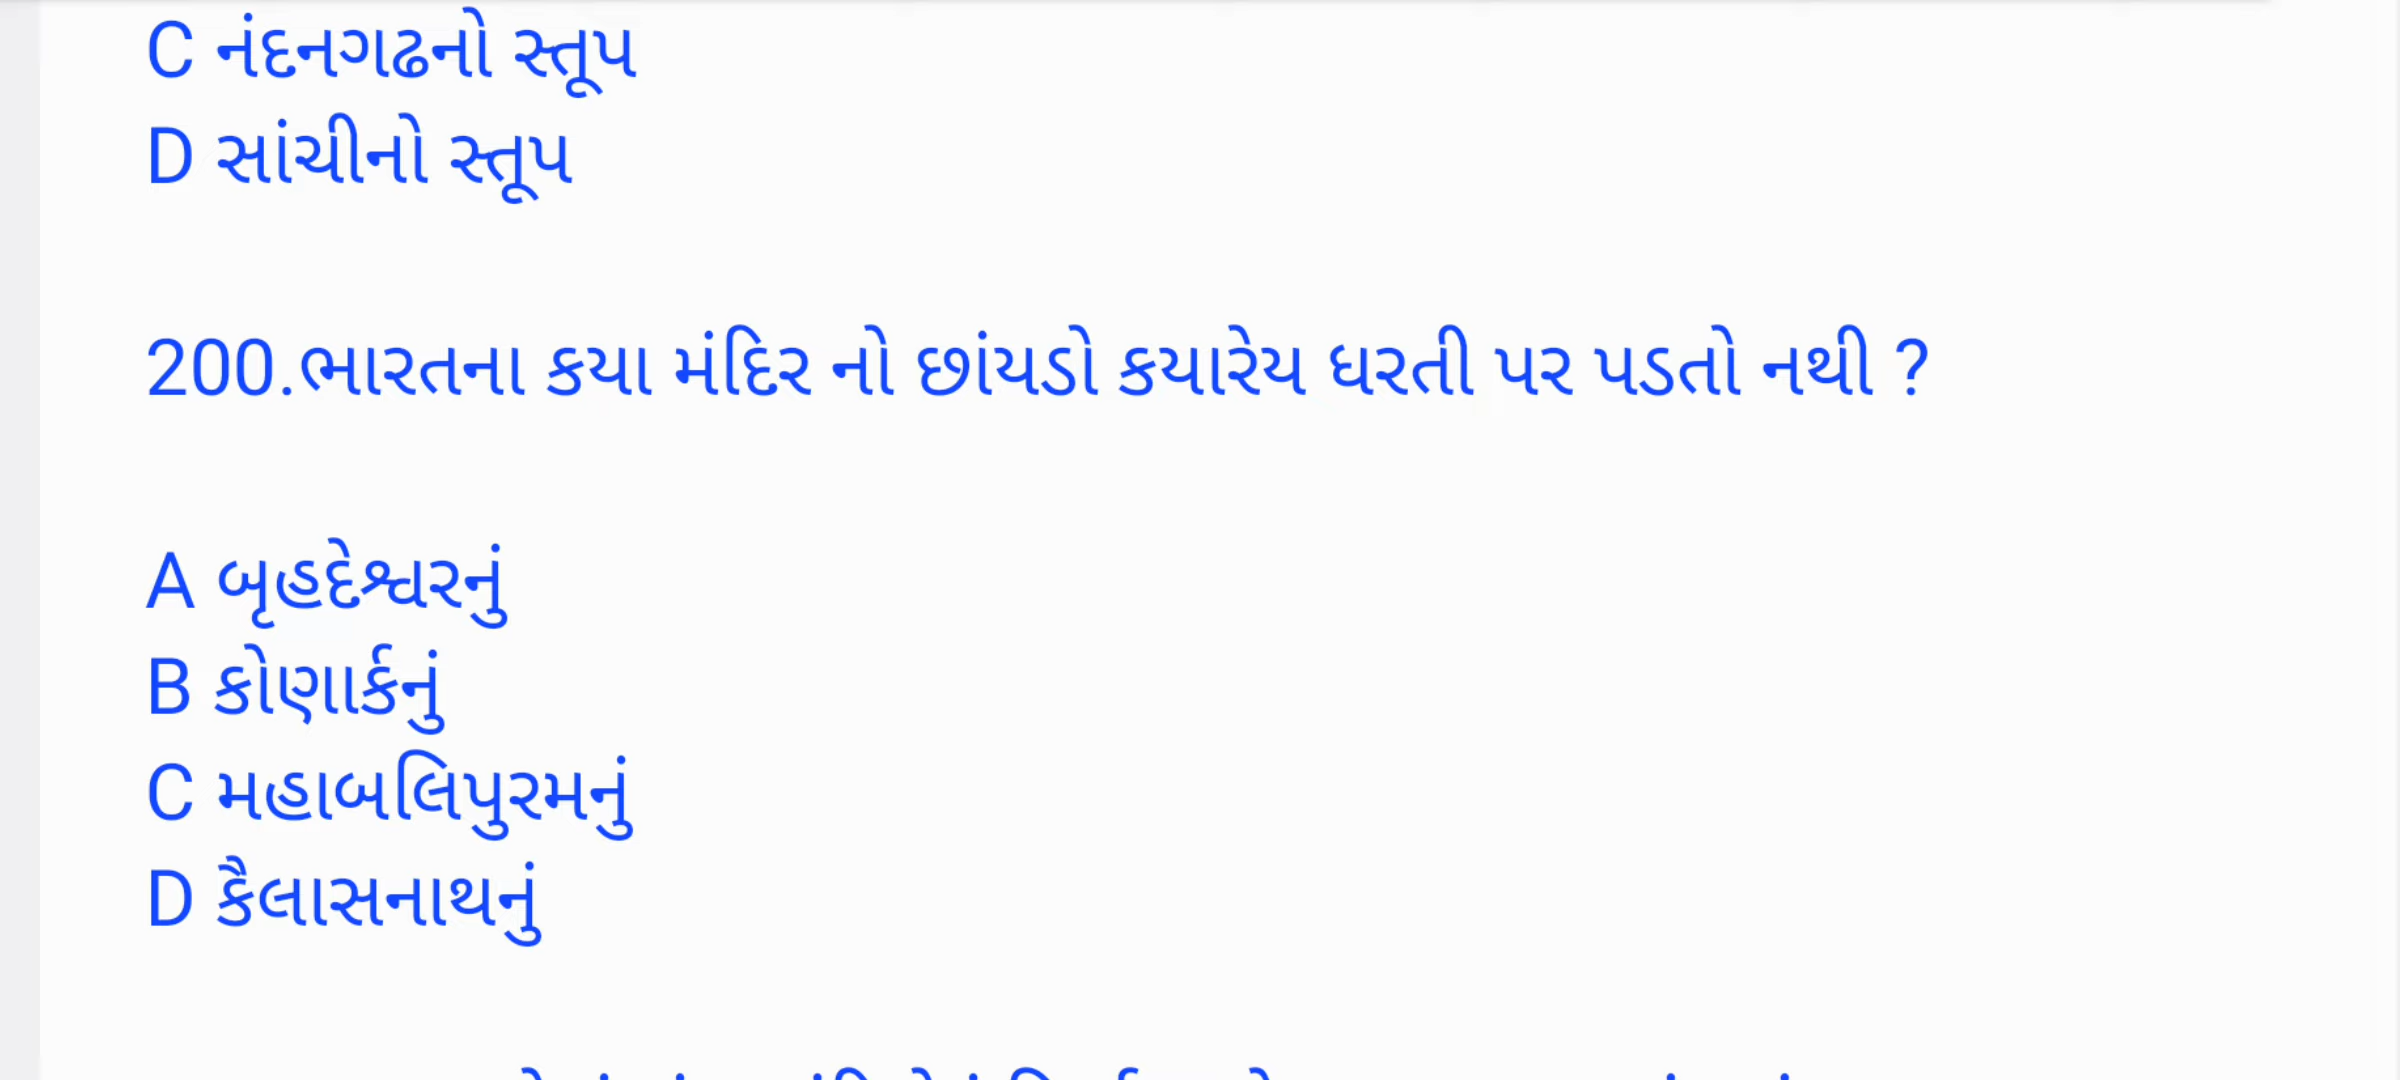 C નંદનગઢનો સ્તૂપ
D સાંચીનો સ્તૂપ
200.ભારતના કયા મંદિર નો છાંયડો કયારેય ધરતી પર પડતો નથી ?
A બૃહદેશ્વરનું
B કોણાર્કનું
C મહાબલિપુરમનું
D કૈલાસનાથનું